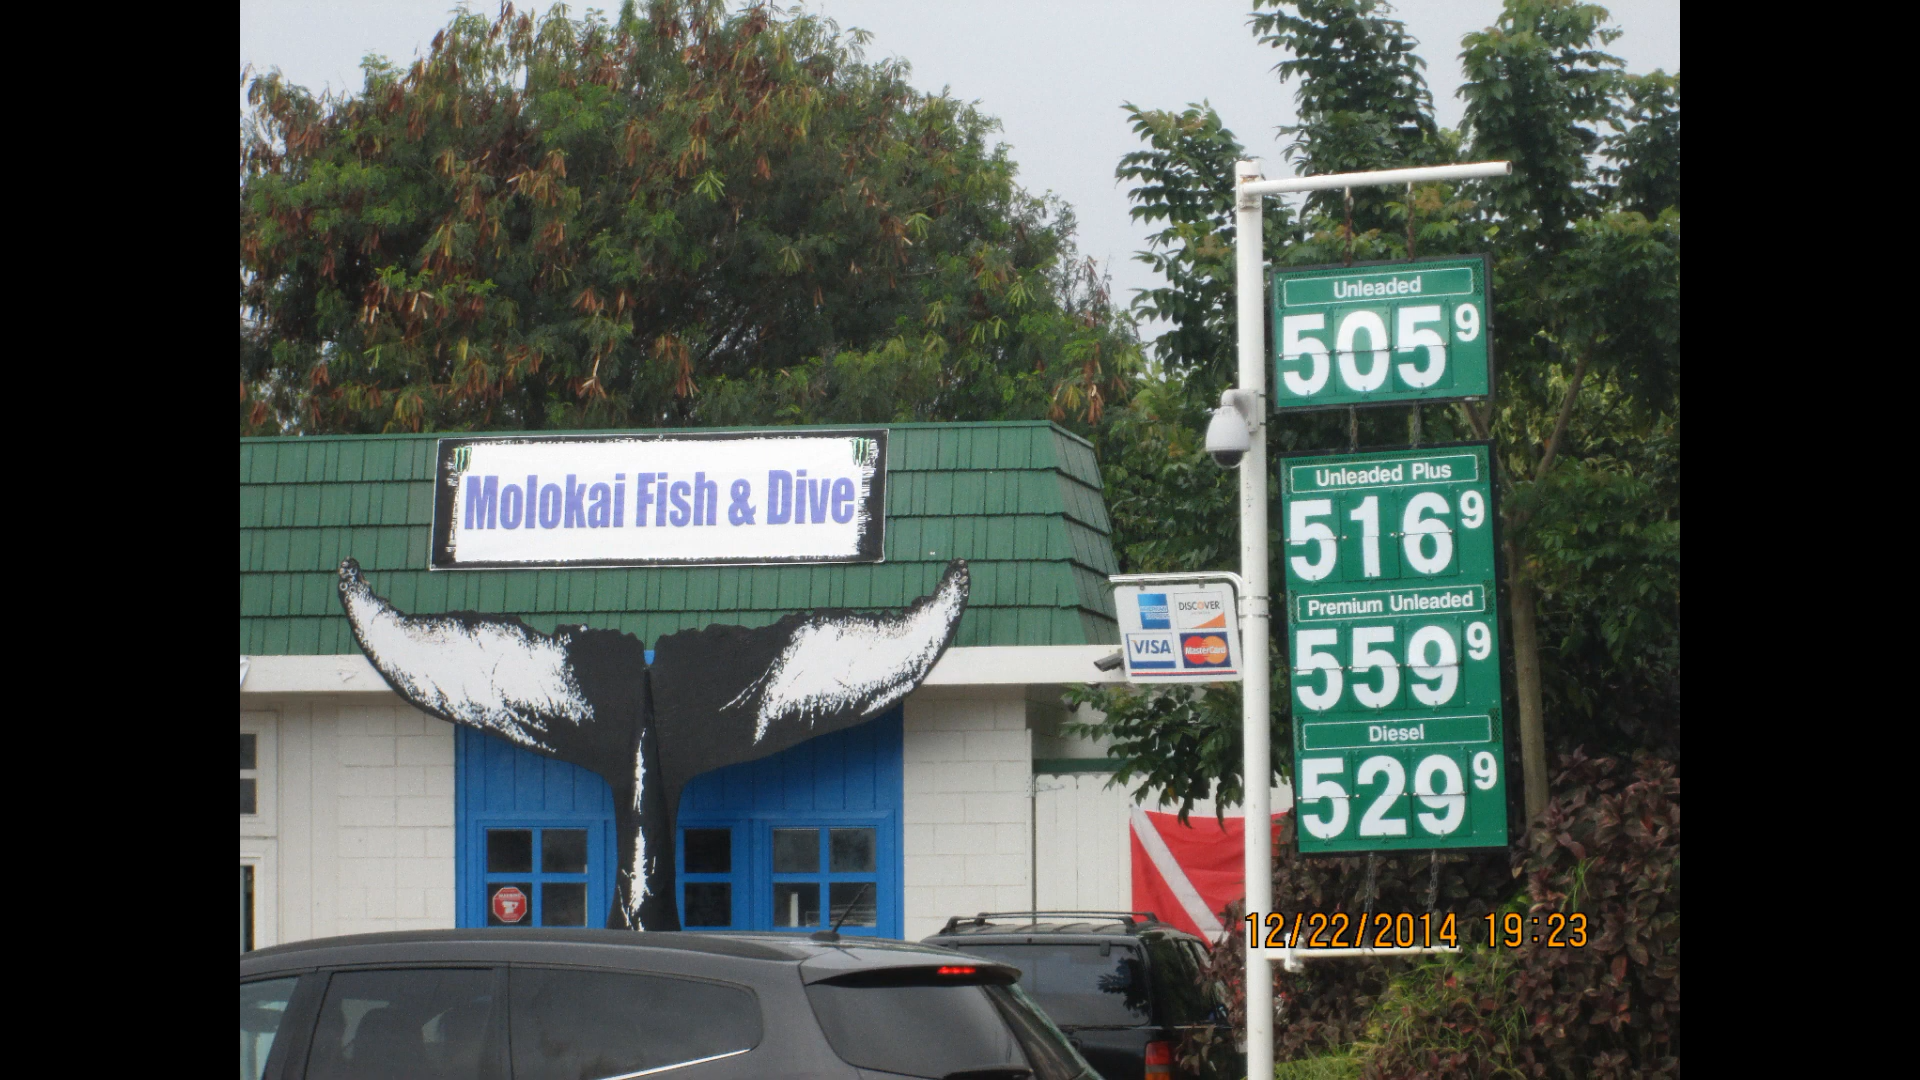 Molokai Fish & Dive
Unleaded
505 9
Unleaded Plus
516 9
Premium Unleaded
559 9
Diesel
529 9
DISCOVER
VISA
MasterCard
12/22/2014 19:23